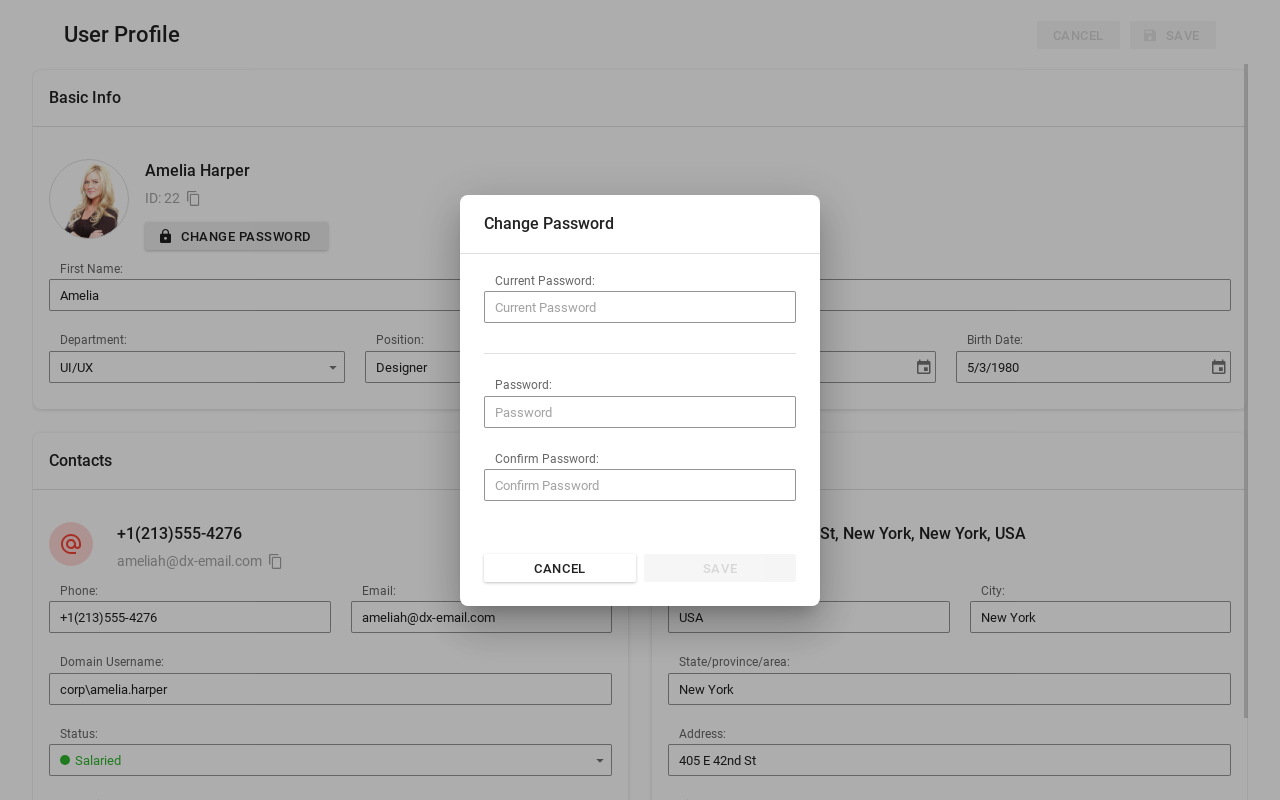 User Profile
CANCEL
SAVE
Basic Info
Amelia Harper
ID: 22
CHANGE PASSWORD
First Name:
Amelia
Department:
UI/UX
Position:
Designer
Birth Date:
5/3/1980
Change Password
Current Password:
Current Password
Password:
Password
Confirm Password:
Confirm Password
CANCEL
SAVE
Contacts
+1(213)555-4276
ameliah@dx-email.com
Phone:
+1(213)555-4276
Email:
ameliah@dx-email.com
Domain Username:
corp\amelia.harper
Status:
Salaried
St, New York, New York, USA
USA
City:
New York
State/province/area:
New York
Address:
405 E 42nd St